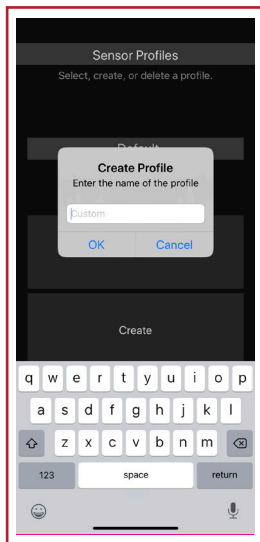 Sensor Profiles
Select, create, or delete a profile.
Default
Create Profile
Enter the name of the profile
Custom
OK Cancel
Create
q w e r t y u i o p
a s d f g h j k l
z x c v b n m
123 space return